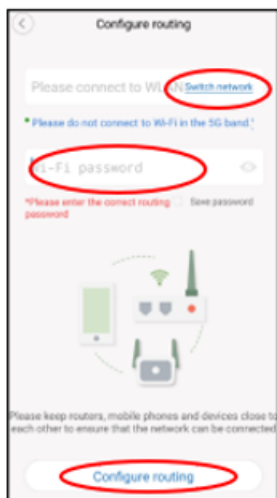 Configure routing
Please connect to WLAN Switch network
Please do not connect to Wi-Fi in the 5G band.
Wi-Fi password
*Please enter the correct routing Save password
password
Please keep routers, mobile phones and devices close to
each other to ensure that the network can be connected
Configure routing